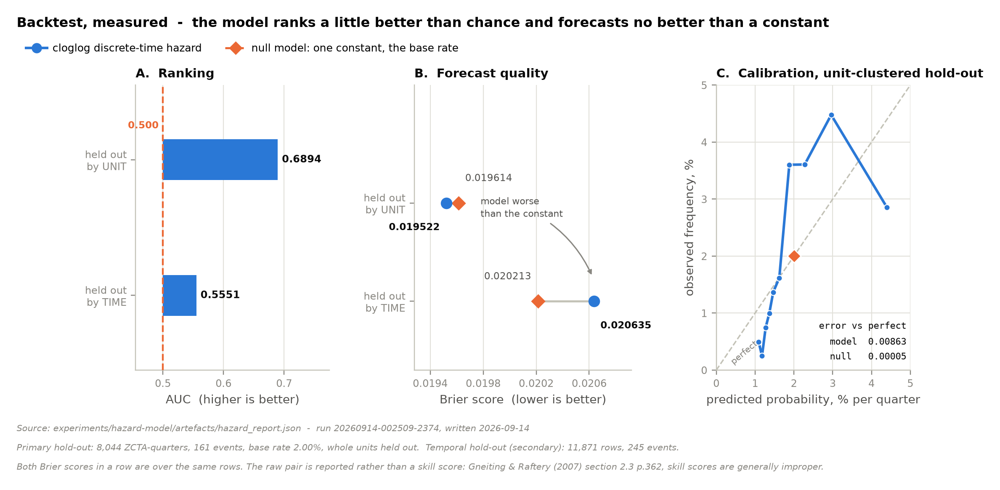 Backtest, measured  -  the model ranks a little better than chance and forecasts no better than a constant
cloglog discrete-time hazard
null model: one constant, the base rate
A.  Ranking
0.500
held out
by UNIT
0.6894
held out
by TIME
0.5551
0.5
0.6
0.7
AUC  (higher is better)
B.  Forecast quality
0.019614
held out
by UNIT
model worse
than the constant
0.019522
0.020213
held out
by TIME
0.020635
0.0194
0.0198
0.0202
0.0206
Brier score  (lower is better)
C.  Calibration, unit-clustered hold-out
5
4
3
2
1
0
observed frequency, %
perfect
error vs perfect
model  0.00863
null   0.00005
0
1
2
3
4
5
predicted probability, % per quarter
Source: experiments/hazard-model/artefacts/hazard_report.json  -  run 20260914-002509-2374, written 2026-09-14
Primary hold-out: 8,044 ZCTA-quarters, 161 events, base rate 2.00%, whole units held out.  Temporal hold-out (secondary): 11,871 rows, 245 events.
Both Brier scores in a row are over the same rows. The raw pair is reported rather than a skill score: Gneiting & Raftery (2007) section 2.3 p.362, skill scores are generally improper.